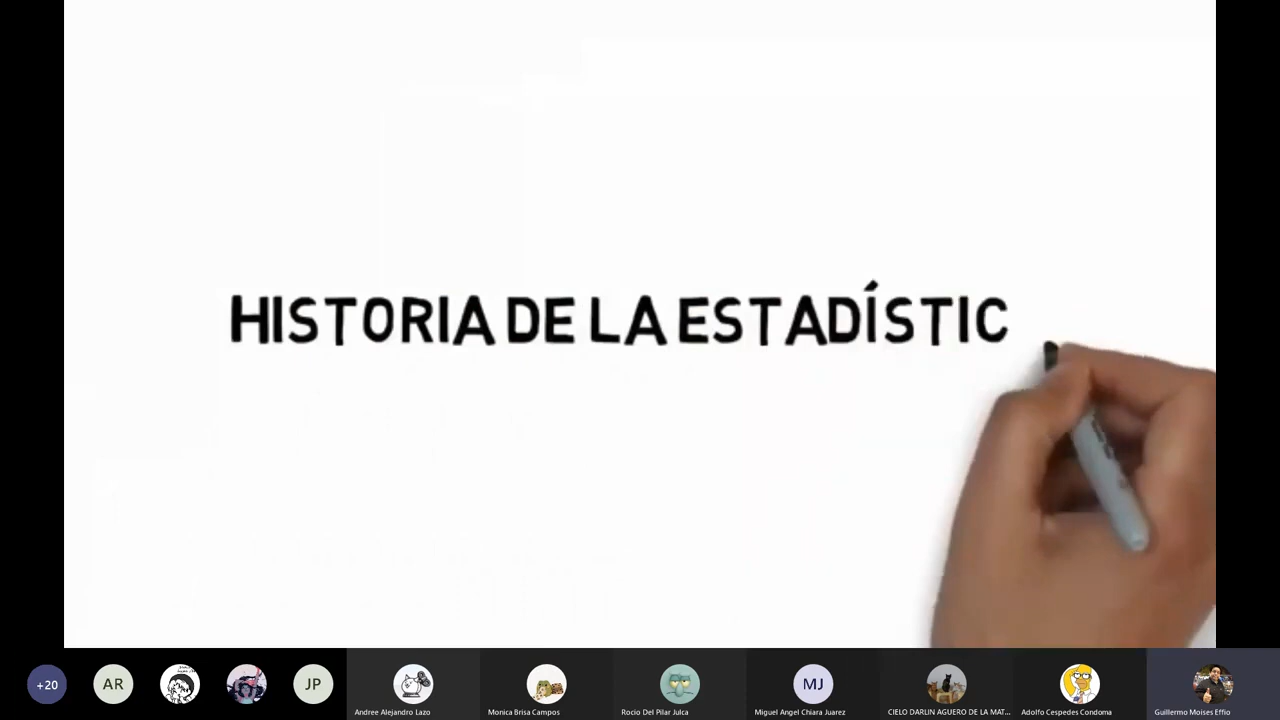 HISTORIA DE LA ESTADÍSTIC
+20
AR
JP
MJ
Andree Alejandro Lazo
Monica Brisa Campos
Rocio Del Pilar Julca
Miguel Angel Chiara Juarez
CIELO DARLIN AGUERO DE LA MAT...
Adolfo Cespedes Condoma
Guillermo Moises Effio